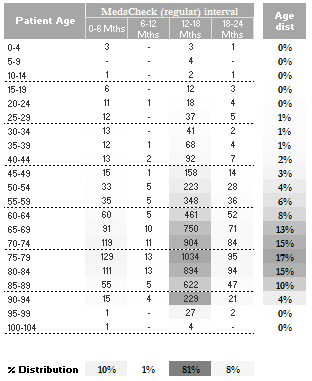 Patient Age MedsCheck (regular) interval Age dist
0-6 Mths 6-12 Mths 12-18 Mths 18-24 Mths
0-4 3 - 3 1 0%
5-9 - - 4 - 0%
10-14 1 - 2 1 0%
15-19 6 - 12 3 0%
20-24 11 1 18 4 0%
25-29 12 - 37 5 1%
30-34 13 - 41 2 1%
35-39 12 1 68 4 1%
40-44 13 2 92 7 2%
45-49 15 1 158 14 3%
50-54 33 5 223 28 4%
55-59 35 5 348 36 6%
60-64 60 5 461 52 8%
65-69 91 10 750 71 13%
70-74 119 11 904 84 15%
75-79 129 13 1034 95 17%
80-84 111 13 894 94 15%
85-89 55 5 622 47 10%
90-94 15 4 229 21 4%
95-99 1 - 27 2 0%
100-104 1 - 4 - 0%
% Distribution 10% 1% 81% 8%